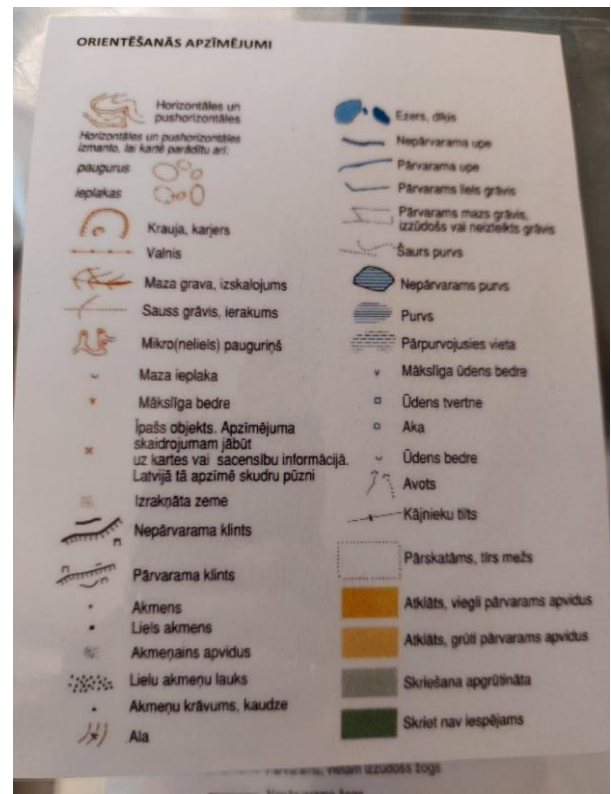 ORIENTĒŠANĀS APZĪMĒJUMI
Horizontāles un
pushorizontāles
Horizontāles un pushorizontāles
izmanto, lai kartē parādītu arī:
paugurus
ieplakas
Krauja, karjers
Valnis
Maza grava, izskalojums
Sauss grāvis, ierakums
Mikro(neliels) pauguriņš
Maza ieplaka
Mākslīga bedre
Īpašs objekts. Apzīmējuma
skaidrojumam jābūt
uz kartes vai sacensību informācijā.
Latvijā tā apzīmē skudru pūzni
Izrakņāta zeme
Nepārvarama klints
Pārvarama klints
Akmens
Liels akmens
Akmeņains apvidus
Lielu akmeņu lauks
Akmeņu krāvums, kaudze
Ala
Ezers, dīķis
Nepārvarama upe
Pārvarama upe
Pārvarams liels grāvis
Pārvarams mazs grāvis,
izzūdošs vai neizteikts grāvis
Šaurs purvs
Nepārvarams purvs
Purvs
Pārpurvojusies vieta
Mākslīga ūdens bedre
Ūdens tvertne
Aka
Ūdens bedre
Avots
Kājnieku tilts
Pārskatāms, tīrs mežs
Atklāts, viegli pārvarams apvidus
Atklāts, grūti pārvarams apvidus
Skriešana apgrūtināta
Skriet nav iespējams
izzudošs žogs